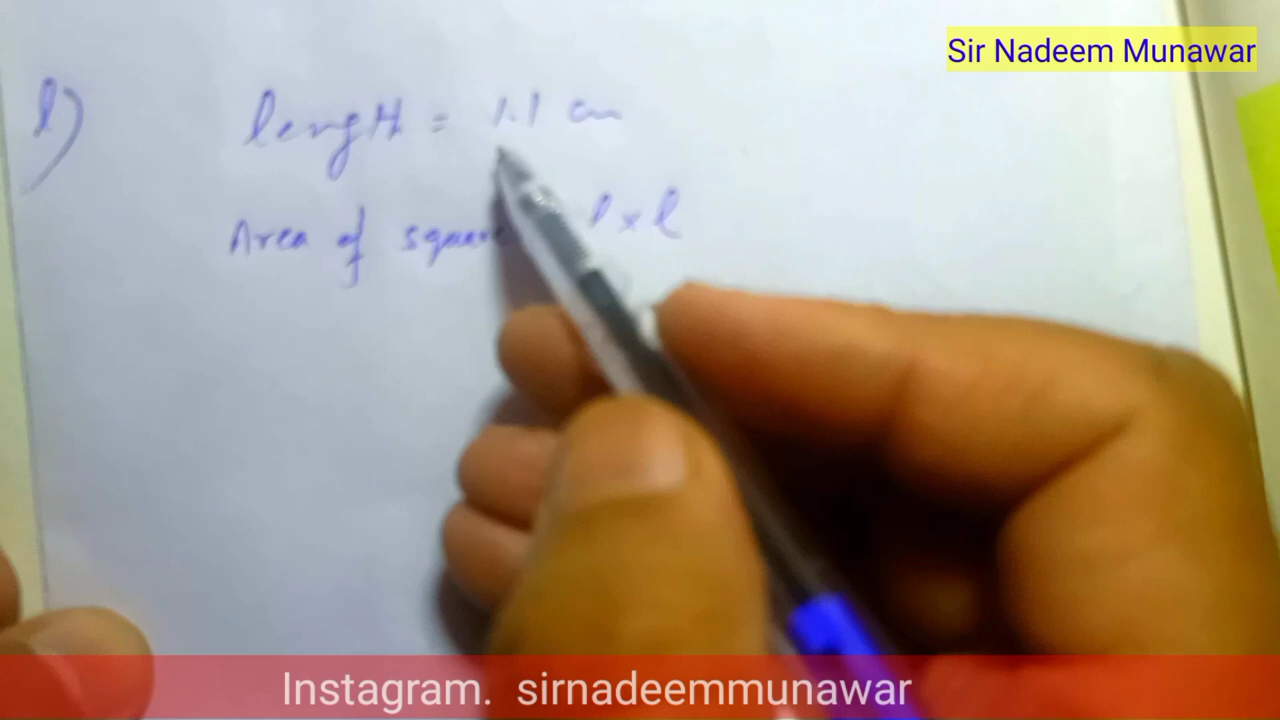 Sir Nadeem Munawar
l) length = 1.1 cm
Area of square l × l
Instagram. sirnadeemmunawar